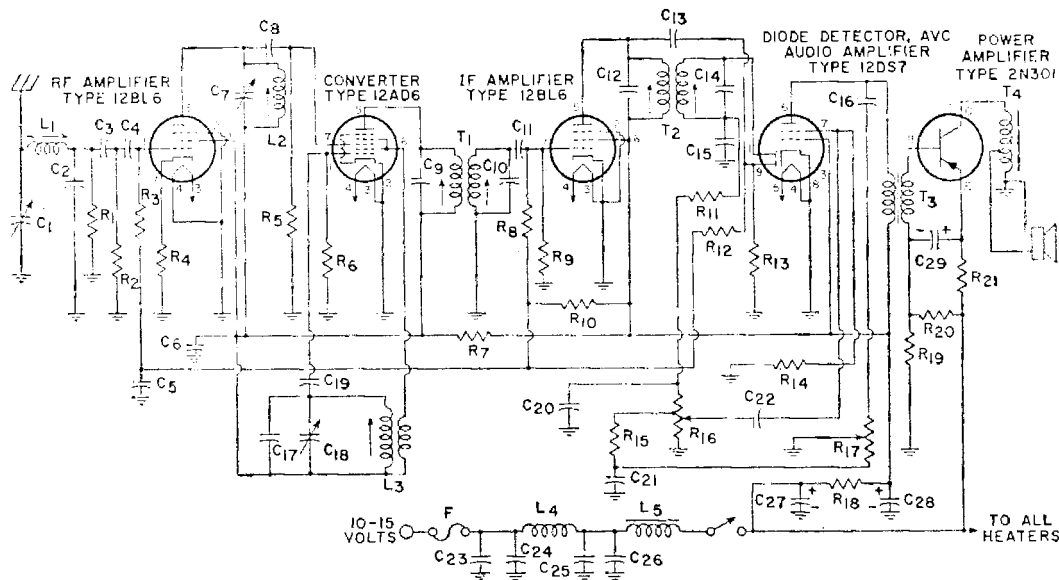 RF AMPLIFIER
TYPE 12BL6
CONVERTER
TYPE 12AD6
IF AMPLIFIER
TYPE 12BL6
DIODE DETECTOR, AVC
AUDIO AMPLIFIER
TYPE 12DS7
POWER
AMPLIFIER
TYPE 2N301
C8
C13
L1
C3
C4
C7
L2
T1
C11
C12
C14
C16
T4
C2
C9
C10
T2
C15
C1
R1
R3
R4
R5
R6
R8
R9
R11
R12
R13
T3
C29
R2
R10
R21
C6
R7
R20
R19
C5
C19
R14
C20
C22
R15
R16
R17
C17
C18
L3
C21
C27
R18
C28
10-15
VOLTS
F
L4
L5
C23
C24
C25
C26
TO ALL
HEATERS